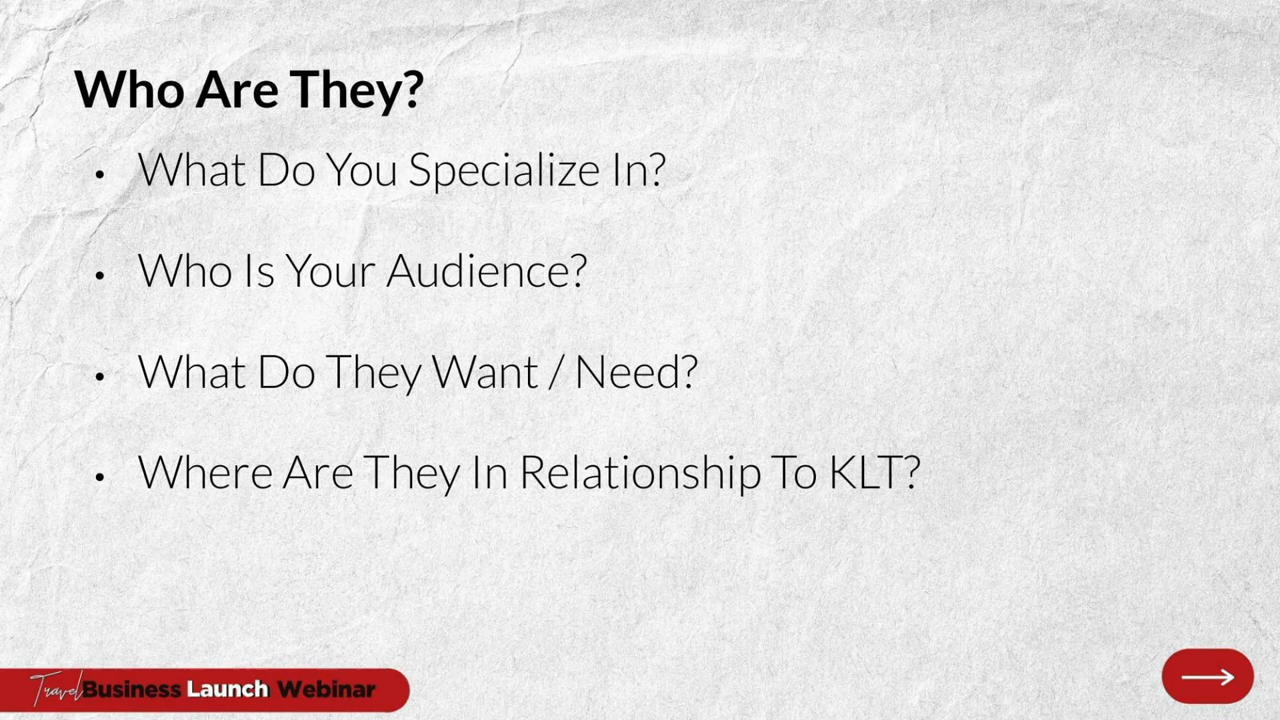 Who Are They?
• What Do You Specialize In?
• Who Is Your Audience?
• What Do They Want / Need?
• Where Are They In Relationship To KLT?
Travel Business Launch Webinar